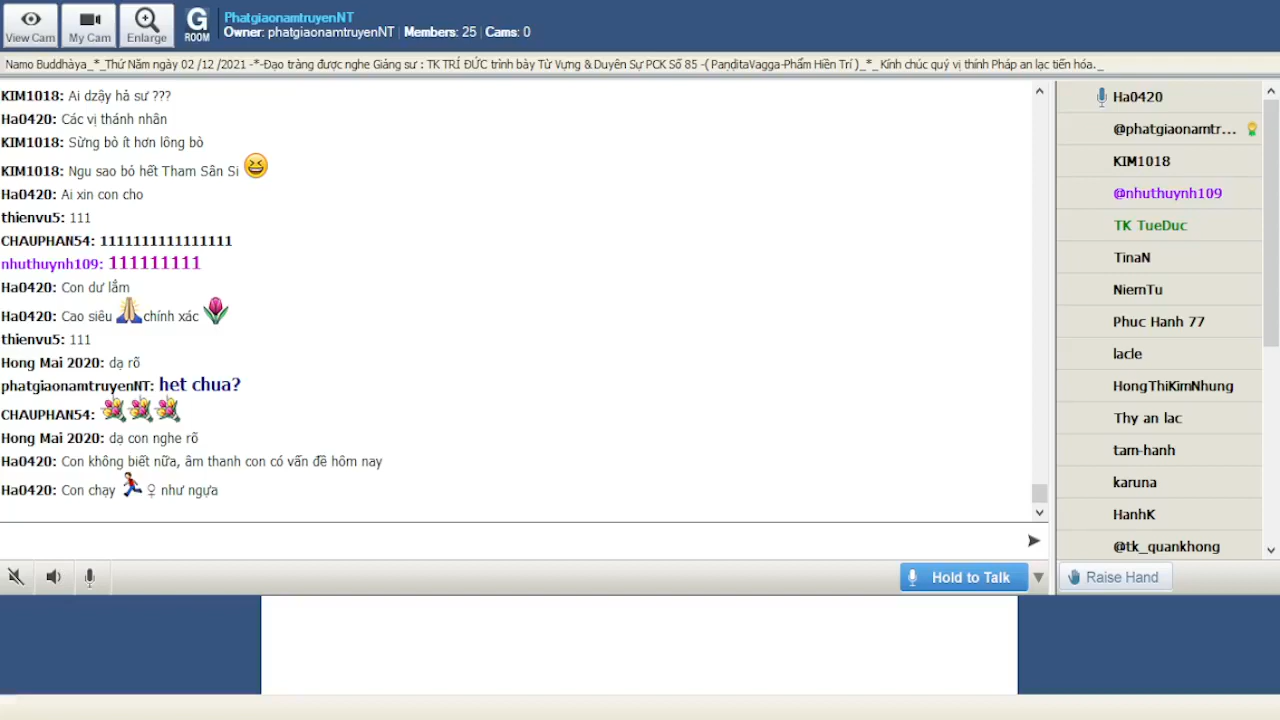 View Cam
My Cam
Enlarge
G
ROOM
PhatgiaonamtruyenNT
Owner: phatgiaonamtruyenNT | Members: 25 | Cams: 0
Namo Buddhàya_*_Thứ Năm ngày 02 /12 /2021 -*-Đạo tràng được nghe Giảng sư : TK TRÍ ĐỨC trình bày Từ Vựng & Duyên Sự PCK Số 85 -( PaṇḍitaVagga-Phẩm Hiền Trí )_*_ Kính chúc quý vị thính Pháp an lạc tiến hóa._
KIM1018: Ai dzậy hả sư ???
Ha0420: Các vị thánh nhân
KIM1018: Sừng bò ít hơn lông bò
KIM1018: Ngu sao bỏ hết Tham Sân Si
Ha0420: Ai xin con cho
thienvu5: 111
CHAUPHAN54: 1111111111111111
nhuthuynh109: 111111111
Ha0420: Con dư lắm
Ha0420: Cao siêu chính xác
thienvu5: 111
Hong Mai 2020: dạ rõ
phatgiaonamtruyenNT: het chua?
CHAUPHAN54:
Hong Mai 2020: dạ con nghe rõ
Ha0420: Con không biết nữa, âm thanh con có vấn đề hôm nay
Ha0420: Con chạy ♀ như ngựa
Hold to Talk
Ha0420
@phatgiaonamtr...
KIM1018
@nhuthuynh109
TK TueDuc
TinaN
NiemTu
Phuc Hanh 77
lacle
HongThiKimNhung
Thy an lac
tam-hanh
karuna
HanhK
@tk_quankhong
Raise Hand